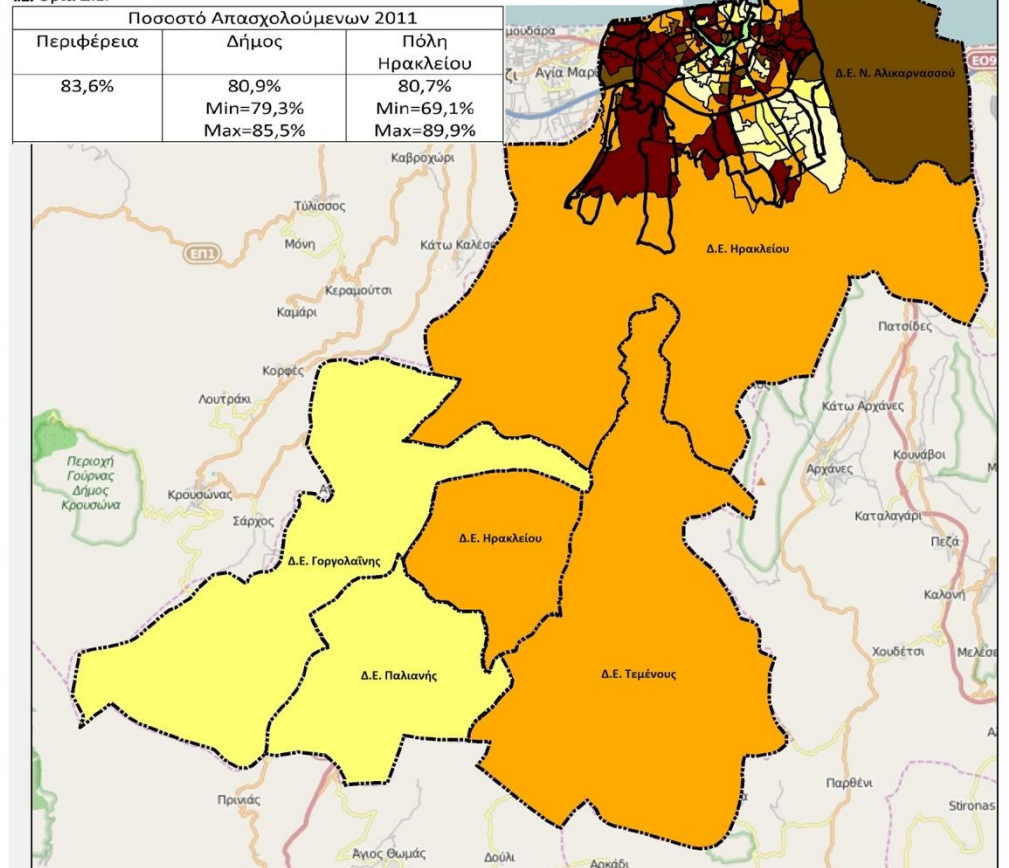 Ποσοστό Απασχολούμενων 2011
Περιφέρεια Δήμος Πόλη
Ηρακλείου
83,6% 80,9% 80,7%
Min=79,3% Min=69,1%
Max=85,5% Max=89,9%
μουδάρα
Αγία Μαρ
ΕΟ9
Δ.Ε. Ν. Αλικαρνασσού
Καβροχώρι
Τύλισσος
Μόνη
ΕΠ1
Κάτω Καλέσ
Δ.Ε. Ηρακλείου
Κεραμούτσι
Καμάρι
Πατσίδες
Κορφές
Λουτράκι
Κάτω Αρχάνες
Κουνάβοι
Αρχάνες
Περιοχή
Γούρνας
Δήμος
Κρουσώνα
Κρουσώνας
Σάρχος
Καταλαγάρι
Πεζά
Δ.Ε. Ηρακλείου
Δ.Ε. Γοργολαΐνης
Καλονή
Χουδέτσι
Μελέσε
Δ.Ε. Παλιανής
Δ.Ε. Τεμένους
Παρθένι
Πρινιάς
Stironas
Άγιος Θωμάς
Δούλι
Αρκάδι